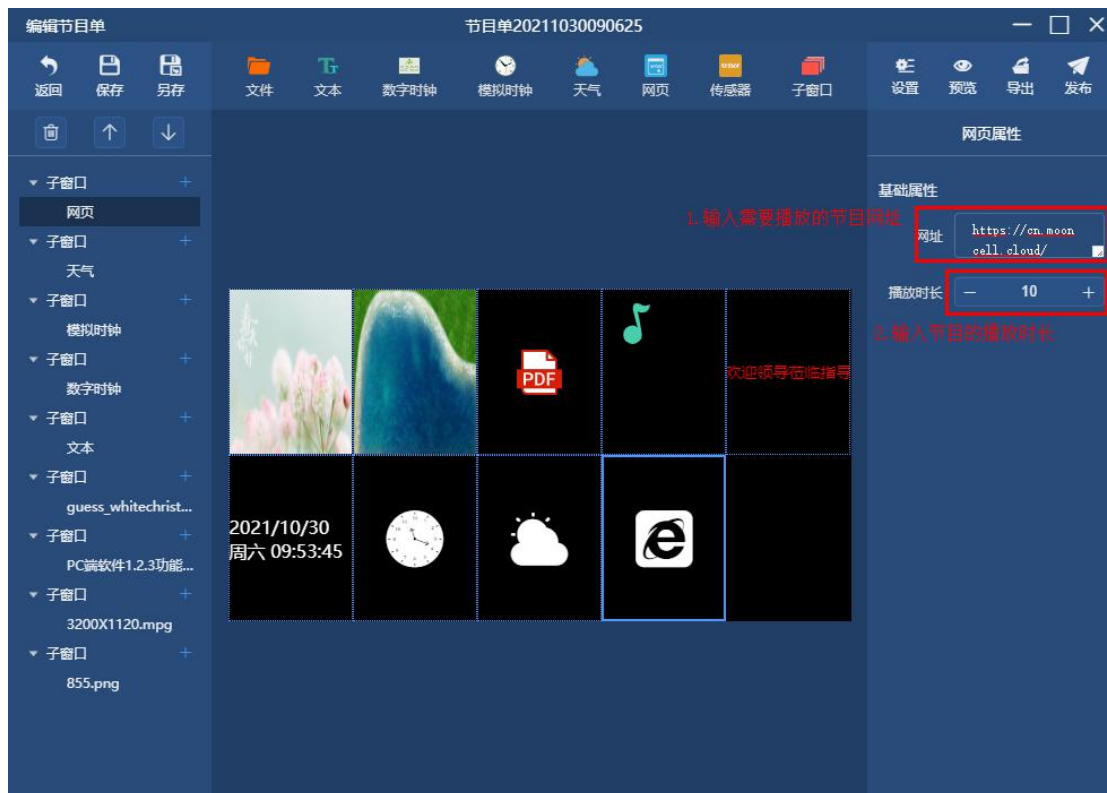 编辑节目单
节目单20211030090625
返回
保存
另存
文件
文本
数字时钟
模拟时钟
天气
网页
传感器
子窗口
设置
预览
导出
发布
子窗口
网页
子窗口
天气
子窗口
模拟时钟
子窗口
数字时钟
子窗口
文本
子窗口
guess_whitechrist...
子窗口
PC端软件1.2.3功能...
子窗口
3200X1120.mpg
子窗口
855.png
PDF
欢迎领导莅临指导
2021/10/30
周六 09:53:45
网页属性
基础属性
1.输入需要播放的节目网址
网址
https://cn.moon
cell.cloud/
播放时长
10
2.输入节目的播放时长